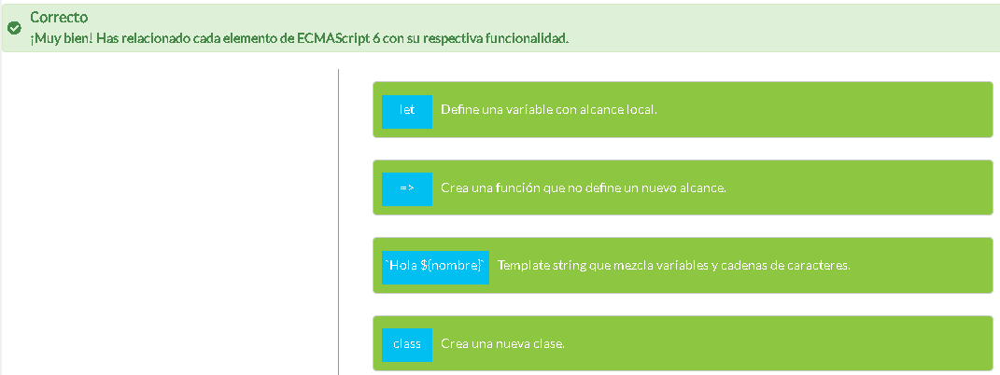 Correcto
¡Muy bien! Has relacionado cada elemento de ECMAScript 6 con su respectiva funcionalidad.
let Define una variable con alcance local.
=> Crea una función que no define un nuevo alcance.
`Hola ${nombre}` Template string que mezcla variables y cadenas de caracteres.
class Crea una nueva clase.